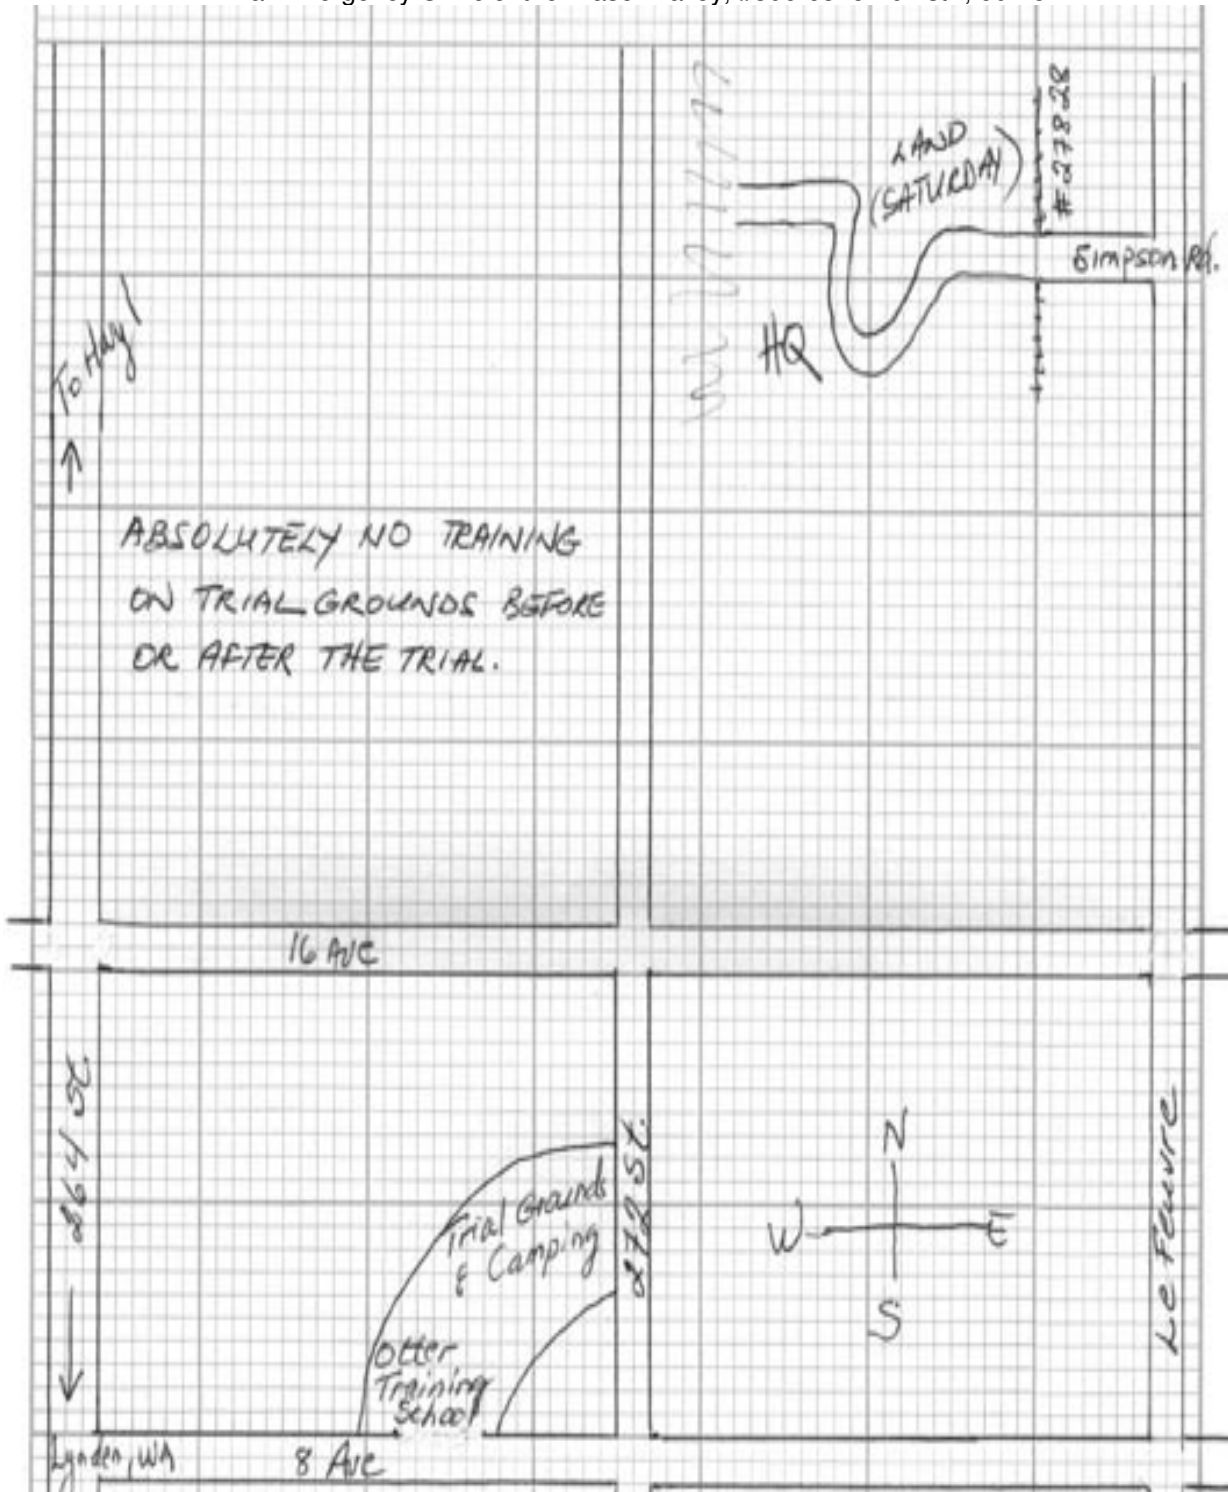 LAND
(SATURDAY)
#27828
Simpson Rd.
To Hwy 1
HQ
ABSOLUTELY NO TRAINING
ON TRIAL GROUNDS BEFORE
OR AFTER THE TRIAL.
16 AVE
264 St.
272 St.
Le Feuvre
N
W
E
S
Trial Grounds
& Camping
Otter
Training
School
Lynden, WA
8 Ave